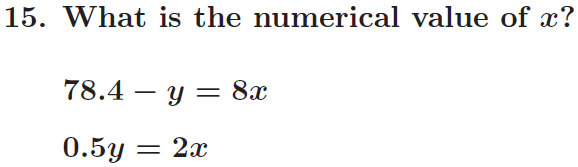 15. What is the numerical value of x?
78.4 − y = 8x
0.5y = 2x